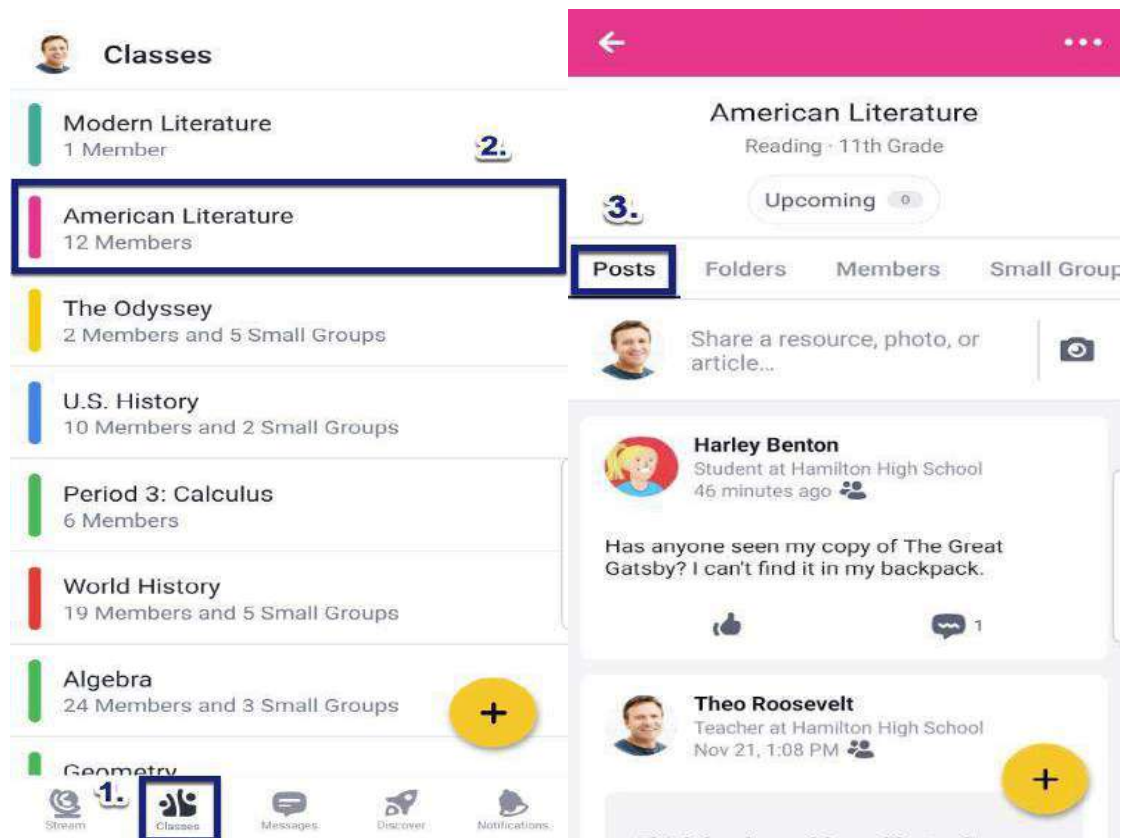 Classes
Modern Literature
1 Member
2.
American Literature
12 Members
The Odyssey
2 Members and 5 Small Groups
U.S. History
10 Members and 2 Small Groups
Period 3: Calculus
6 Members
World History
19 Members and 5 Small Groups
Algebra
24 Members and 3 Small Groups
+
Geometry
1.
Stream
Classes
Messages
Discover
Notifications
American Literature
Reading · 11th Grade
Upcoming 0
3.
Posts Folders Members Small Group
Share a resource, photo, or
article...
Harley Benton
Student at Hamilton High School
46 minutes ago
Has anyone seen my copy of The Great
Gatsby? I can't find it in my backpack.
1
Theo Roosevelt
Teacher at Hamilton High School
Nov 21, 1:08 PM
+